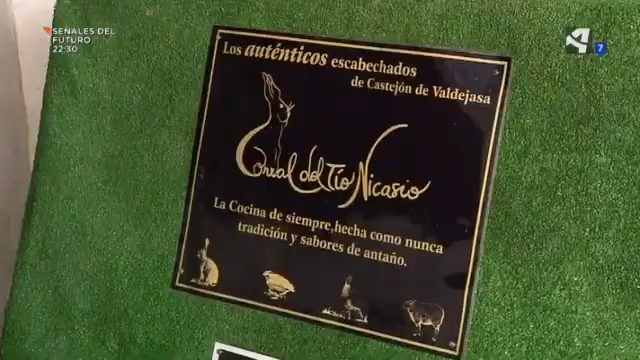 SEÑALES DEL
FUTURO
22:30
7
Los auténticos escabechados
de Castejón de Valdejasa
Corral del Tío Nicasio
La Cocina de siempre,hecha como nunca
tradición y sabores de antaño.